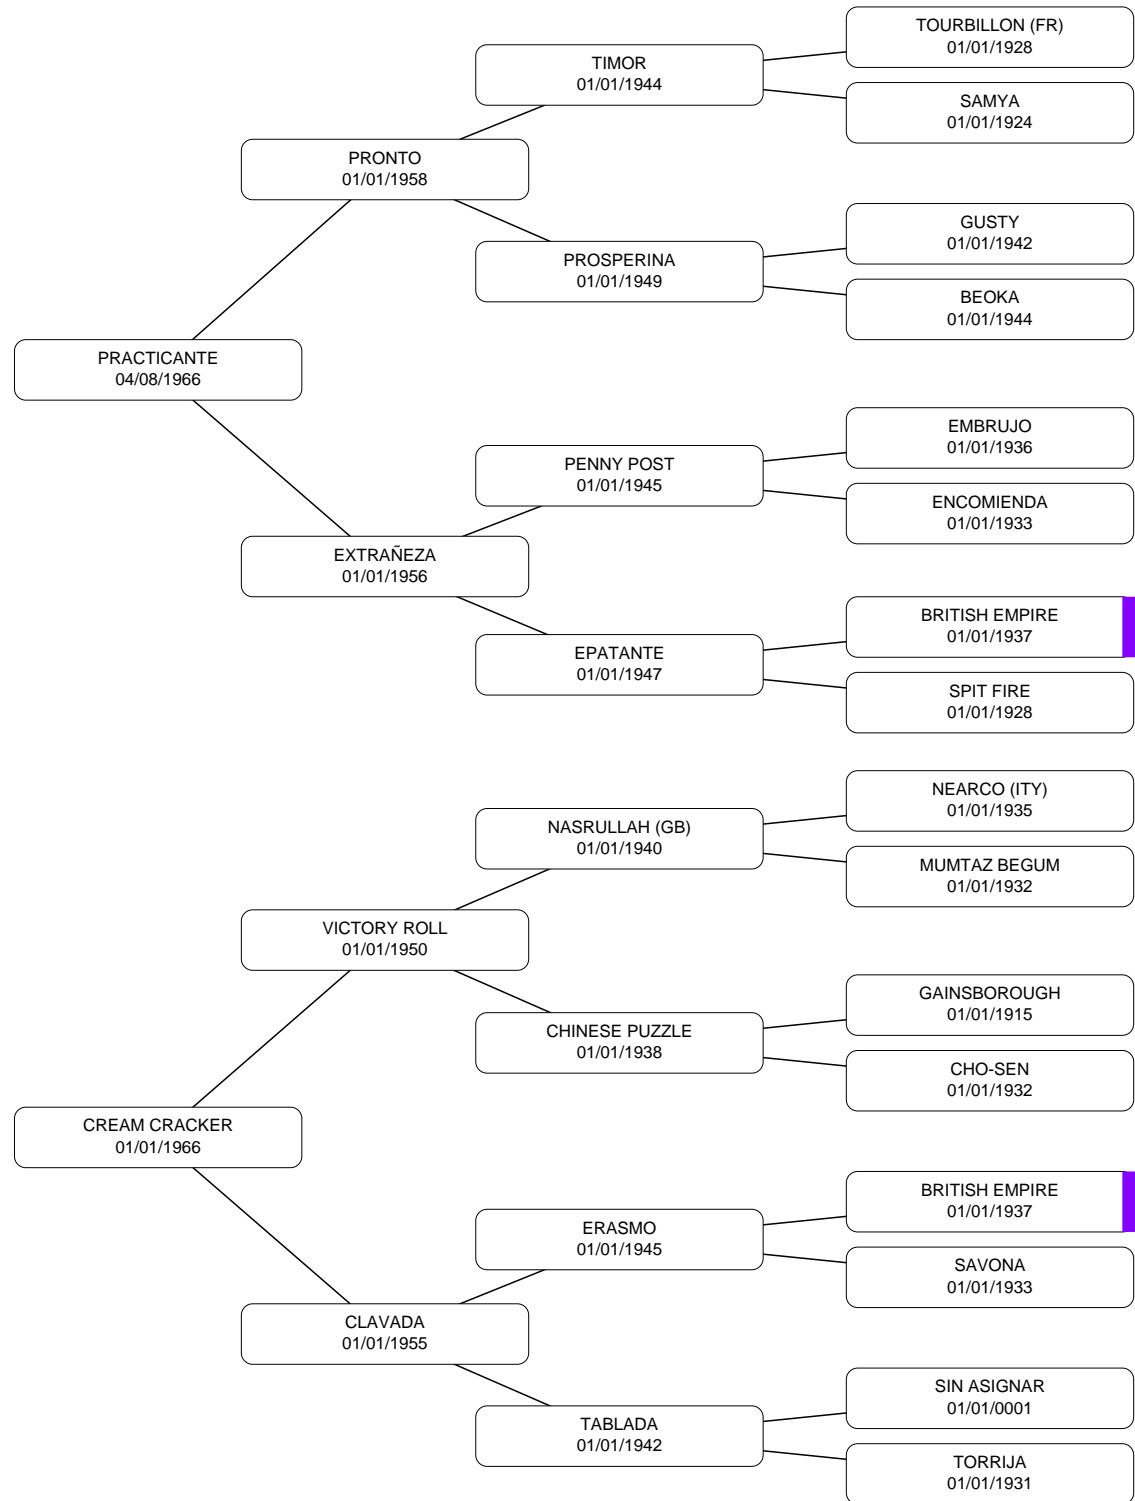 TOURBILLON (FR)
01/01/1928
TIMOR
01/01/1944
SAMYA
01/01/1924
PRONTO
01/01/1958
GUSTY
01/01/1942
PROSPERINA
01/01/1949
BEOKA
01/01/1944
PRACTICANTE
04/08/1966
EMBRUJO
01/01/1936
PENNY POST
01/01/1945
ENCOMIENDA
01/01/1933
EXTRAÑEZA
01/01/1956
BRITISH EMPIRE
01/01/1937
EPATANTE
01/01/1947
SPIT FIRE
01/01/1928
NEARCO (ITY)
01/01/1935
NASRULLAH (GB)
01/01/1940
MUMTAZ BEGUM
01/01/1932
VICTORY ROLL
01/01/1950
GAINSBOROUGH
01/01/1915
CHINESE PUZZLE
01/01/1938
CHO-SEN
01/01/1932
CREAM CRACKER
01/01/1966
BRITISH EMPIRE
01/01/1937
ERASMO
01/01/1945
SAVONA
01/01/1933
CLAVADA
01/01/1955
SIN ASIGNAR
01/01/0001
TABLADA
01/01/1942
TORRIJA
01/01/1931